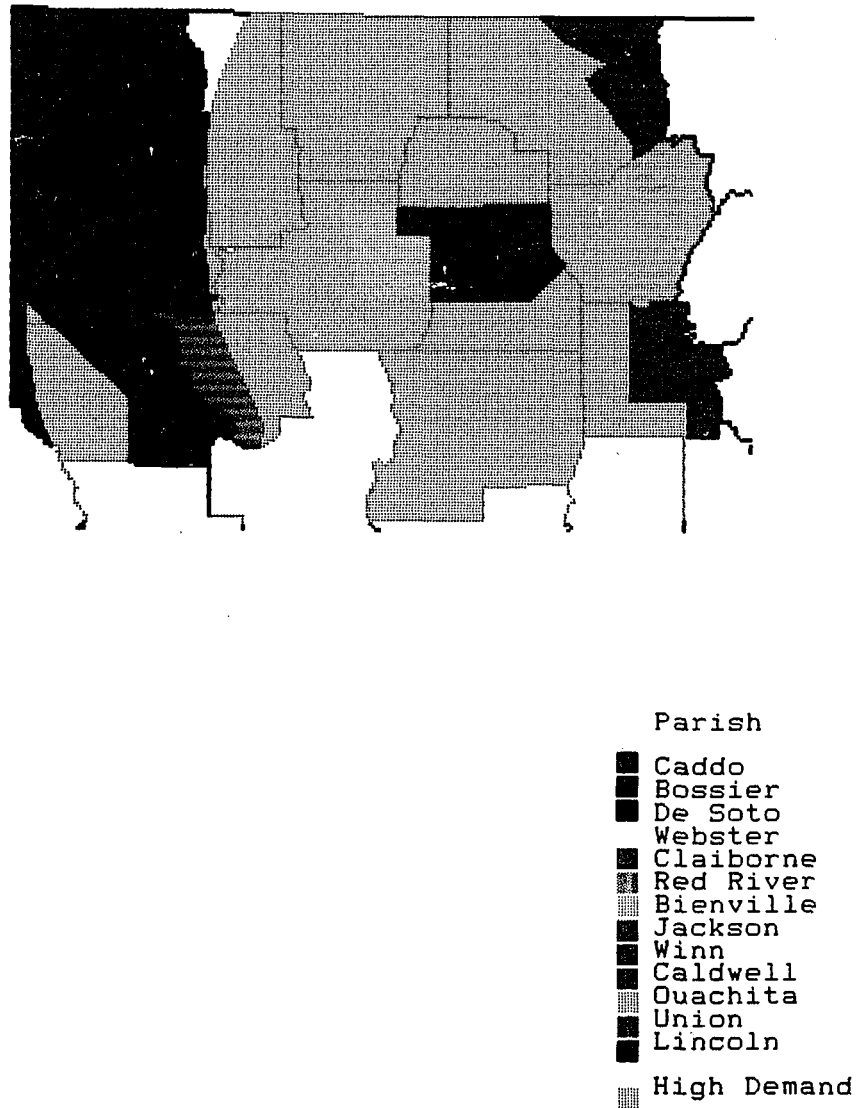 Parish
Caddo
Bossier
De Soto
Webster
Claiborne
Red River
Bienville
Jackson
Winn
Caldwell
Ouachita
Union
Lincoln
High Demand